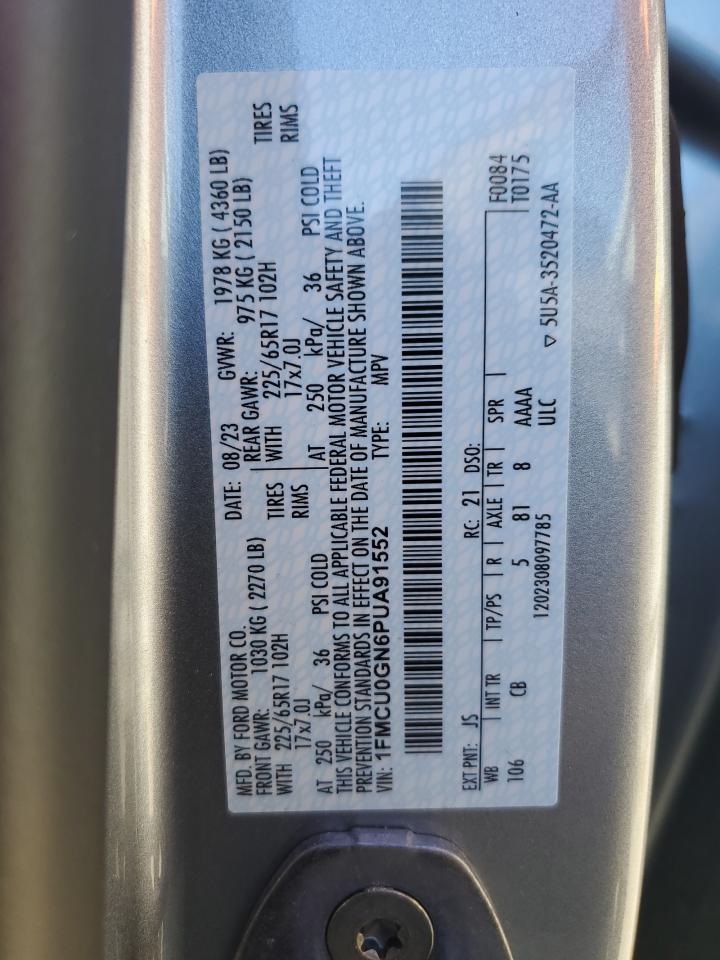 MFD. BY FORD MOTOR CO.
DATE: 08/23 GVWR: 1978 KG ( 4360 LB)
FRONT GAWR: 1030 KG ( 2270 LB) REAR GAWR: 975 KG ( 2150 LB)
WITH 225/65R17 102H TIRES WITH 225/65R17 102H TIRES
17x7.0J RIMS 17x7.0J RIMS
AT 250 kPa/ 36 PSI COLD AT 250 kPa/ 36 PSI COLD
THIS VEHICLE CONFORMS TO ALL APPLICABLE FEDERAL MOTOR VEHICLE SAFETY AND THEFT
PREVENTION STANDARDS IN EFFECT ON THE DATE OF MANUFACTURE SHOWN ABOVE.
VIN: 1FMCU0GN6PUA91552 TYPE: MPV
EXT PNT: JS RC: 21 DSO:
WB | INT TR | TP/PS | R | AXLE | TR | SPR | F0084
106 CB 5 81 8 AAAA T0175
ULC
1202308097785 ▽ 5U5A-3520472-AA